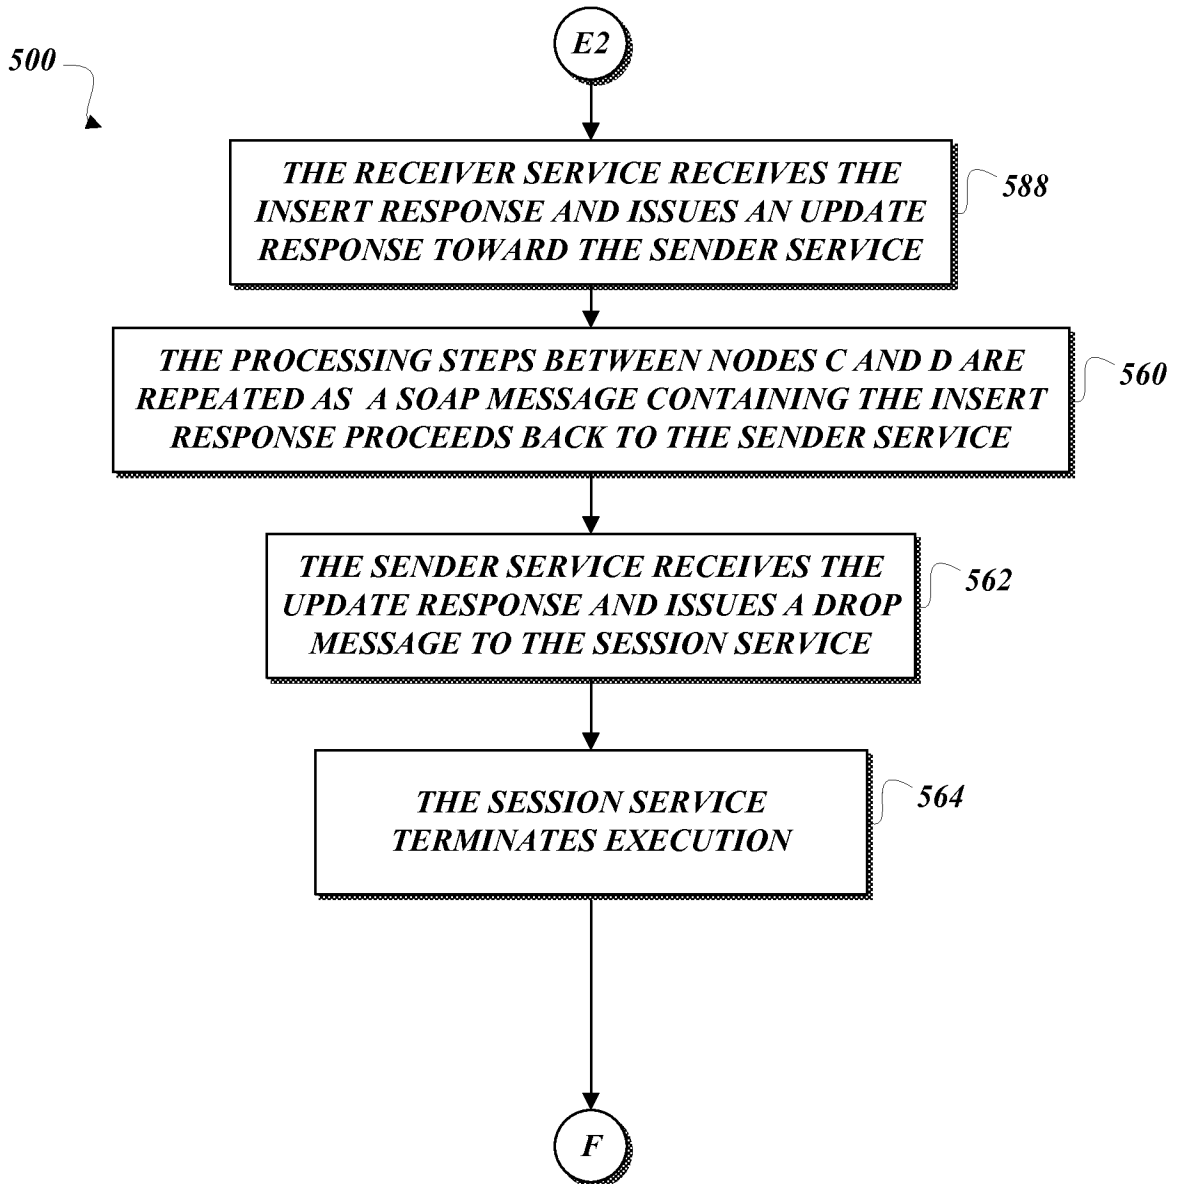 E2
500
THE RECEIVER SERVICE RECEIVES THE
INSERT RESPONSE AND ISSUES AN UPDATE
RESPONSE TOWARD THE SENDER SERVICE
588
THE PROCESSING STEPS BETWEEN NODES C AND D ARE
REPEATED AS A SOAP MESSAGE CONTAINING THE INSERT
RESPONSE PROCEEDS BACK TO THE SENDER SERVICE
560
THE SENDER SERVICE RECEIVES THE
UPDATE RESPONSE AND ISSUES A DROP
MESSAGE TO THE SESSION SERVICE
562
THE SESSION SERVICE
TERMINATES EXECUTION
564
F